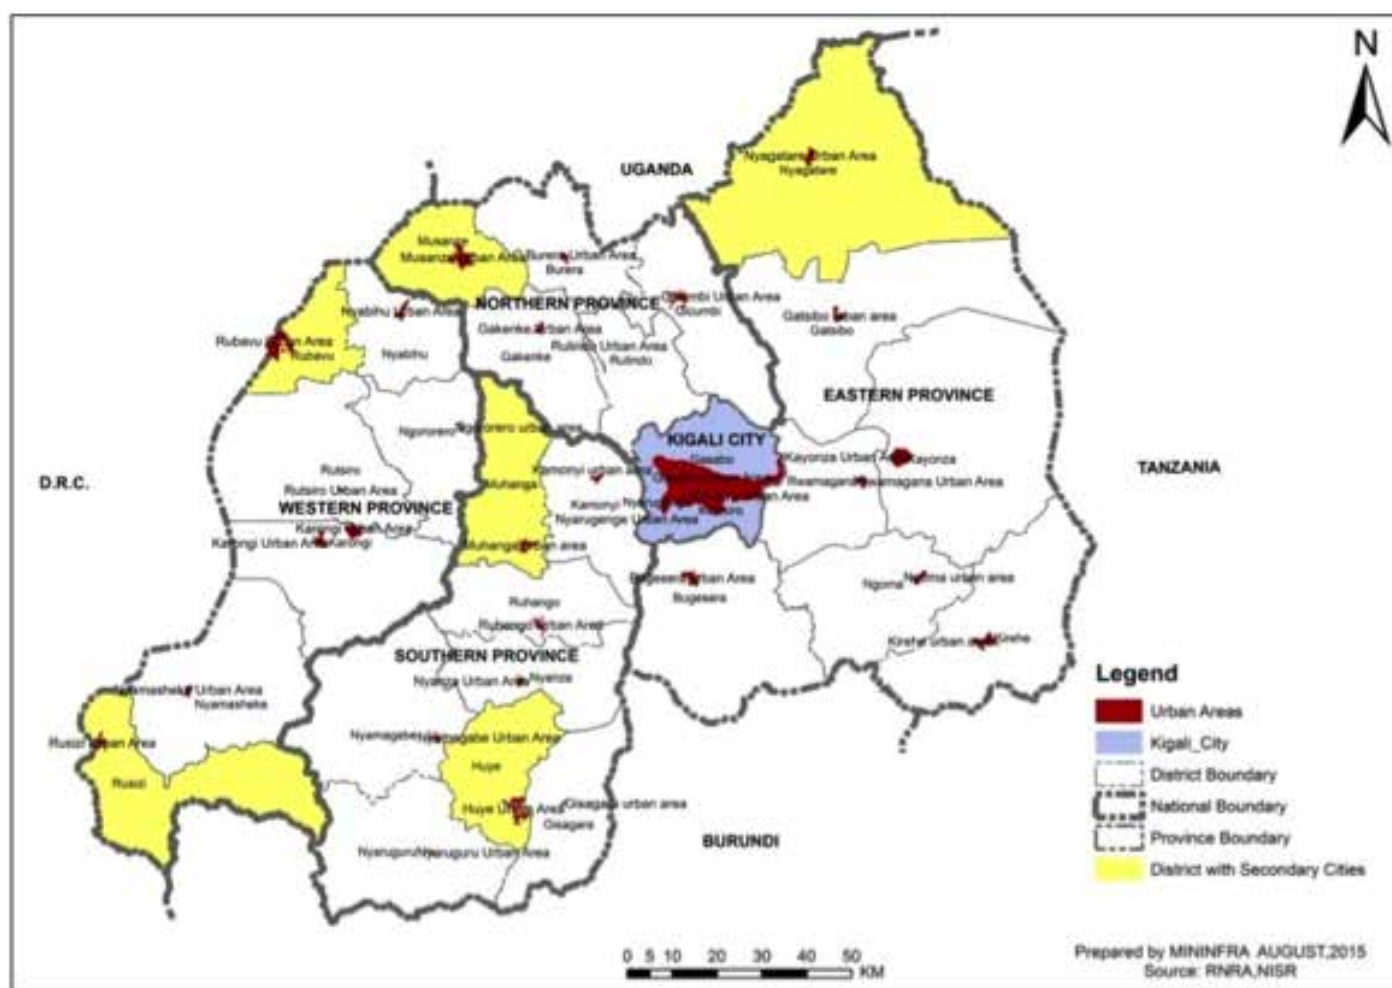 N
UGANDA
Nyagatare Urban Area
Nyagatare
Musanze
Musanze Urban Area
Burera Urban Area
Burera
NORTHERN PROVINCE
Gicumbi Urban Area
Gicumbi
Nyabihu Urban Area
Nyabihu
Gatsibo urban area
Gatsibo
Gakenke Urban Area
Gakenke
Rulindo Urban Area
Rulindo
Rubavu Urban Area
Rubavu
EASTERN PROVINCE
Ngororero
Ngororero urban area
KIGALI CITY
Gasabo
Kayonza Urban Area
Kayonza
TANZANIA
D.R.C.
Rutsiro
Rutsiro Urban Area
Kamonyi urban area
Kamonyi
Muhanga
Rwamagana
Rwamagana Urban Area
WESTERN PROVINCE
Nyarugenge Urban Area
Karongi Urban Area
Karongi Urban Area
Karongi
Muhanga Urban area
Bugesera Urban Area
Bugesera
Ngoma
Ngoma urban area
Ruhango
Ruhango Urban Area
Kirehe urban area
Kirehe
SOUTHERN PROVINCE
Nyanza Urban Area
Nyanza
Nyamasheke Urban Area
Nyamasheke
Rusizi Urban Area
Rusizi
Nyamagabe
Nyamagabe Urban Area
Huye
Huye Urban Area
Gisagara urban area
Gisagara
Nyaruguru
Nyaruguru Urban Area
BURUNDI
Legend
Urban Areas
Kigali_City
District Boundary
National Boundary
Province Boundary
District with Secondary Cities
0 5 10 20 30 40 50
KM
Prepared by MININFRA AUGUST,2015
Source: RNRA,NISR